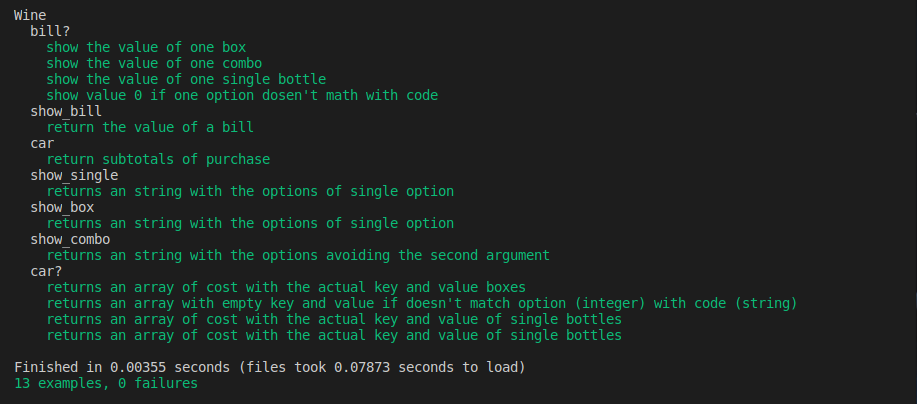 Wine
bill?
show the value of one box
show the value of one combo
show the value of one single bottle
show value 0 if one option dosen't math with code
show_bill
return the value of a bill
car
return subtotals of purchase
show_single
returns an string with the options of single option
show_box
returns an string with the options of single option
show_combo
returns an string with the options avoiding the second argument
car?
returns an array of cost with the actual key and value boxes
returns an array with empty key and value if doesn't match option (integer) with code (string)
returns an array of cost with the actual key and value of single bottles
returns an array of cost with the actual key and value of single bottles
Finished in 0.00355 seconds (files took 0.07873 seconds to load)
13 examples, 0 failures